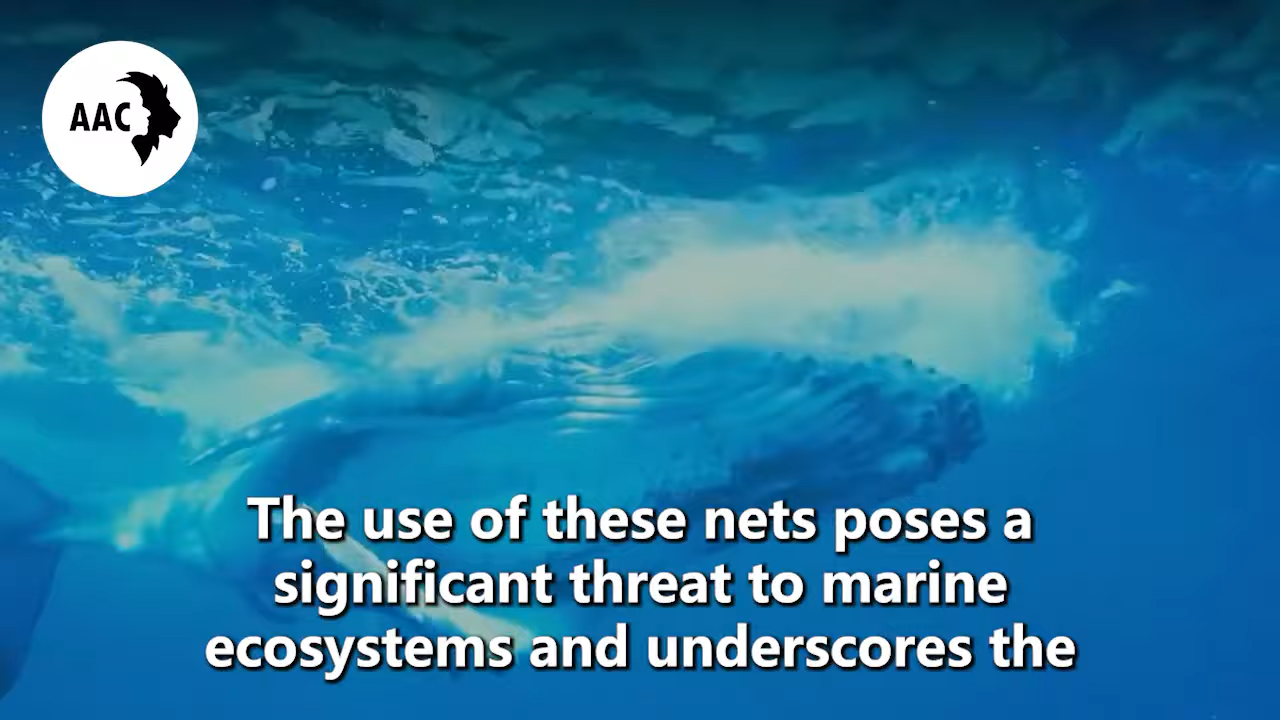 AAC
The use of these nets poses a
significant threat to marine
ecosystems and underscores the